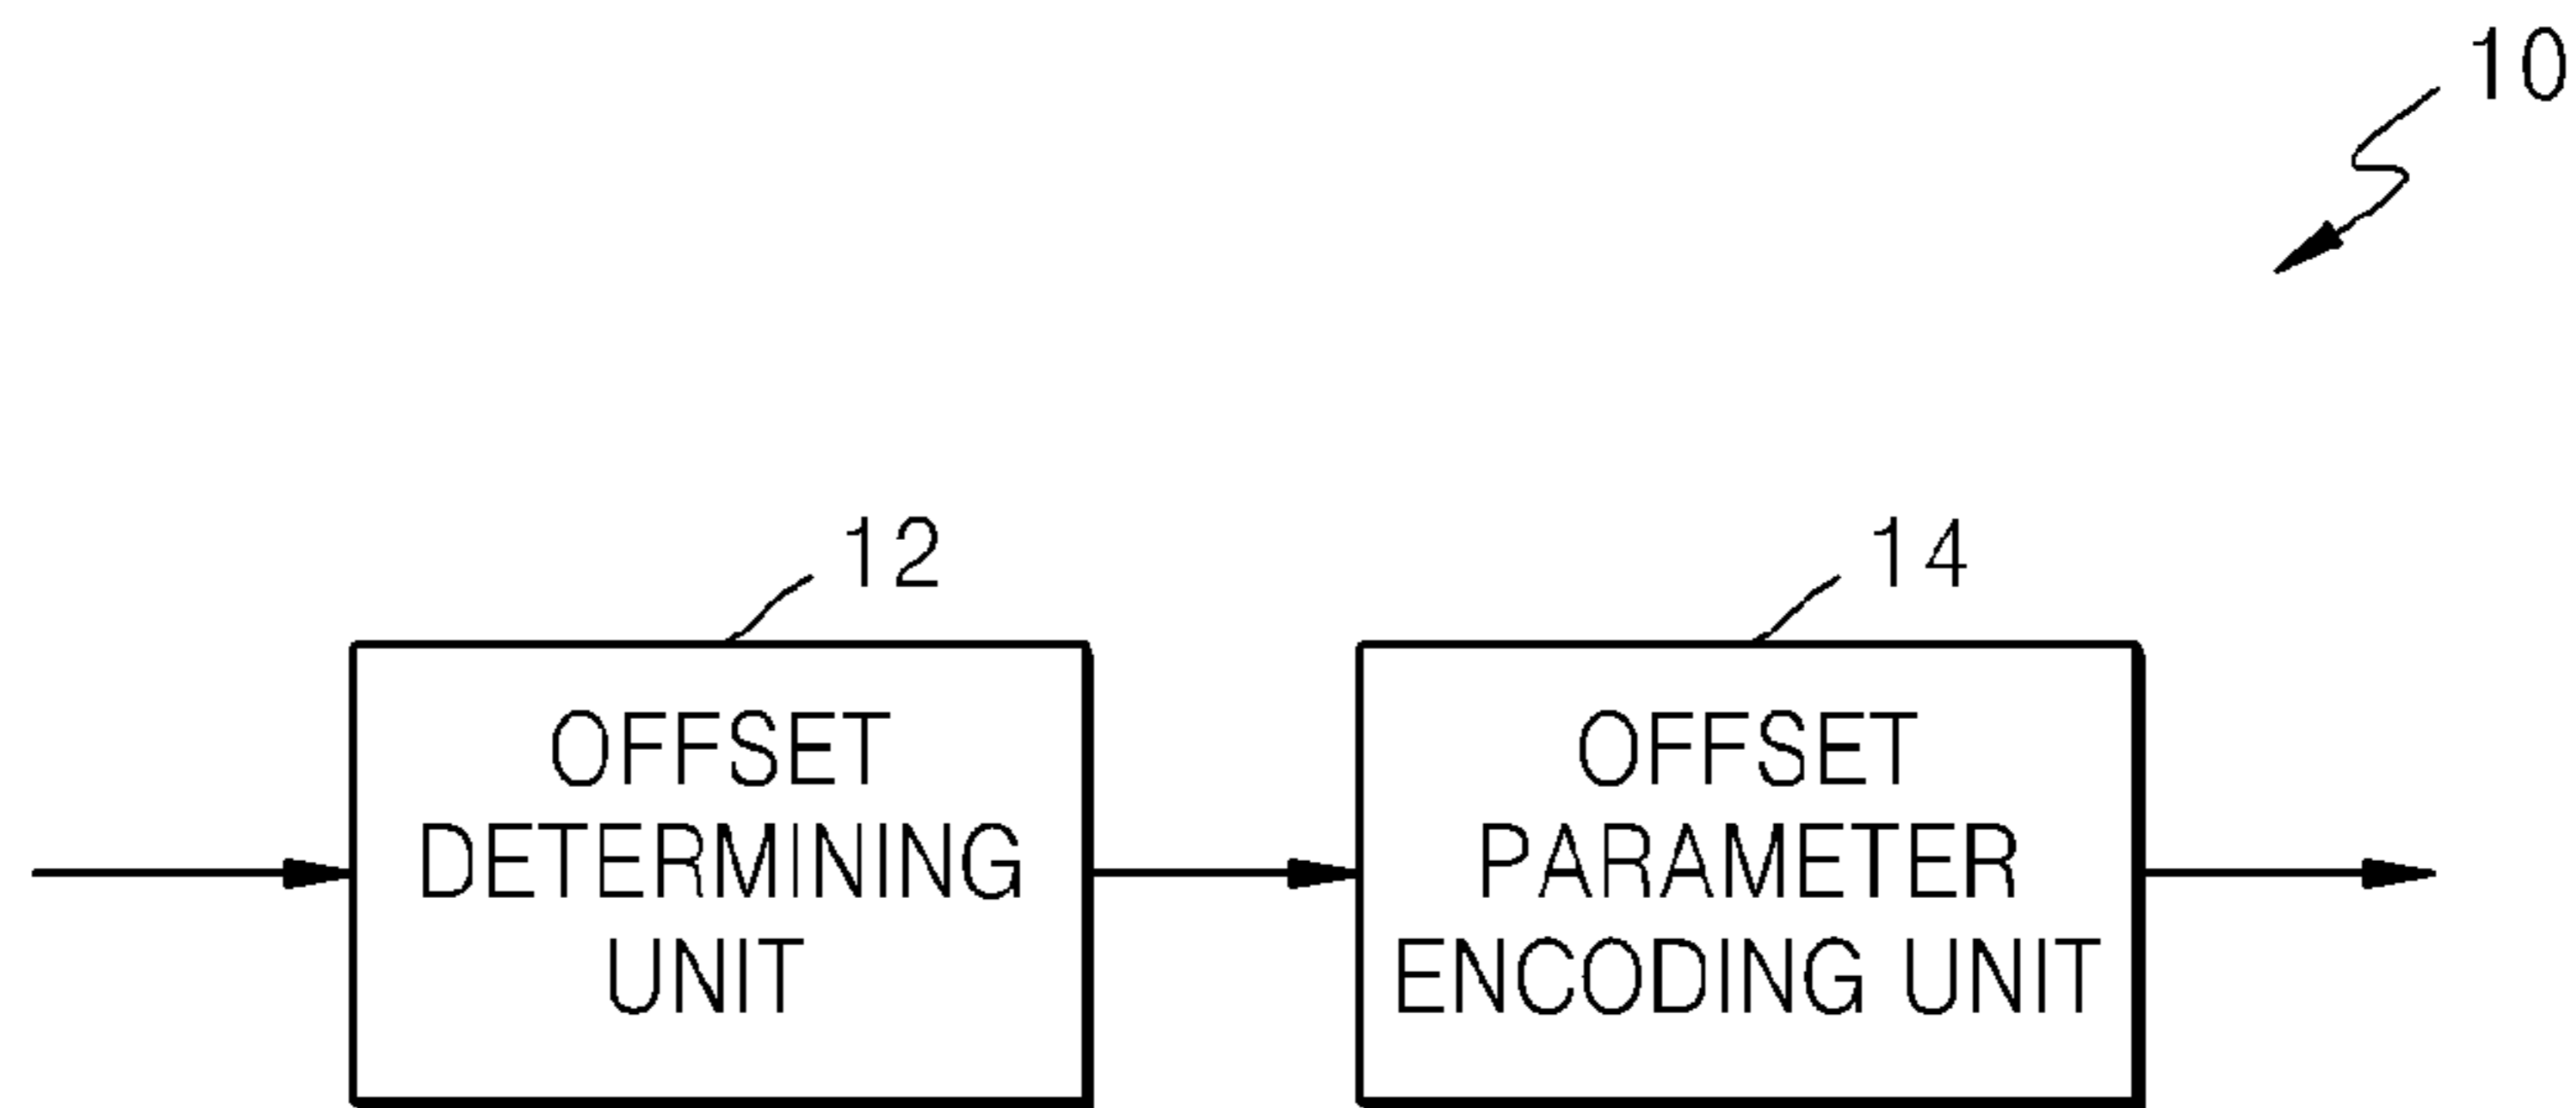 10
12
14
OFFSET
DETERMINING
UNIT
OFFSET
PARAMETER
ENCODING UNIT